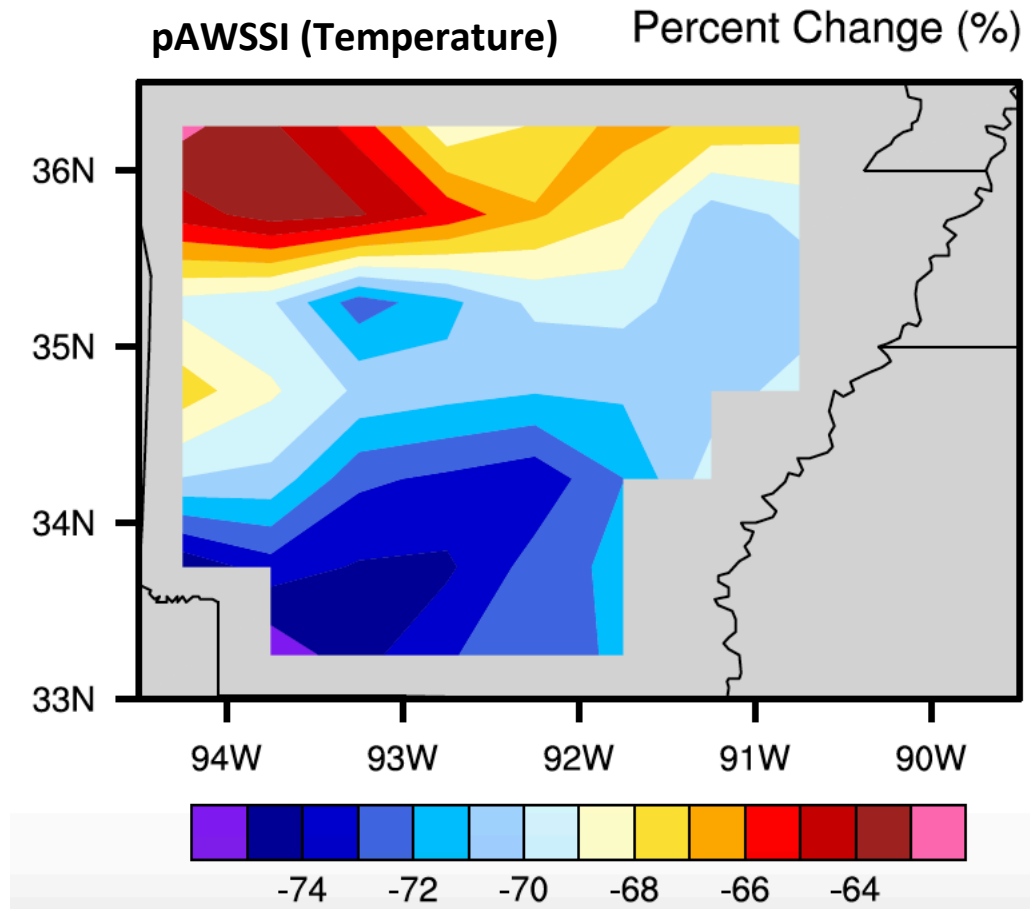 pAWSSI (Temperature) Percent Change (%)
36N
35N
34N
33N
94W 93W 92W 91W 90W
-74 -72 -70 -68 -66 -64